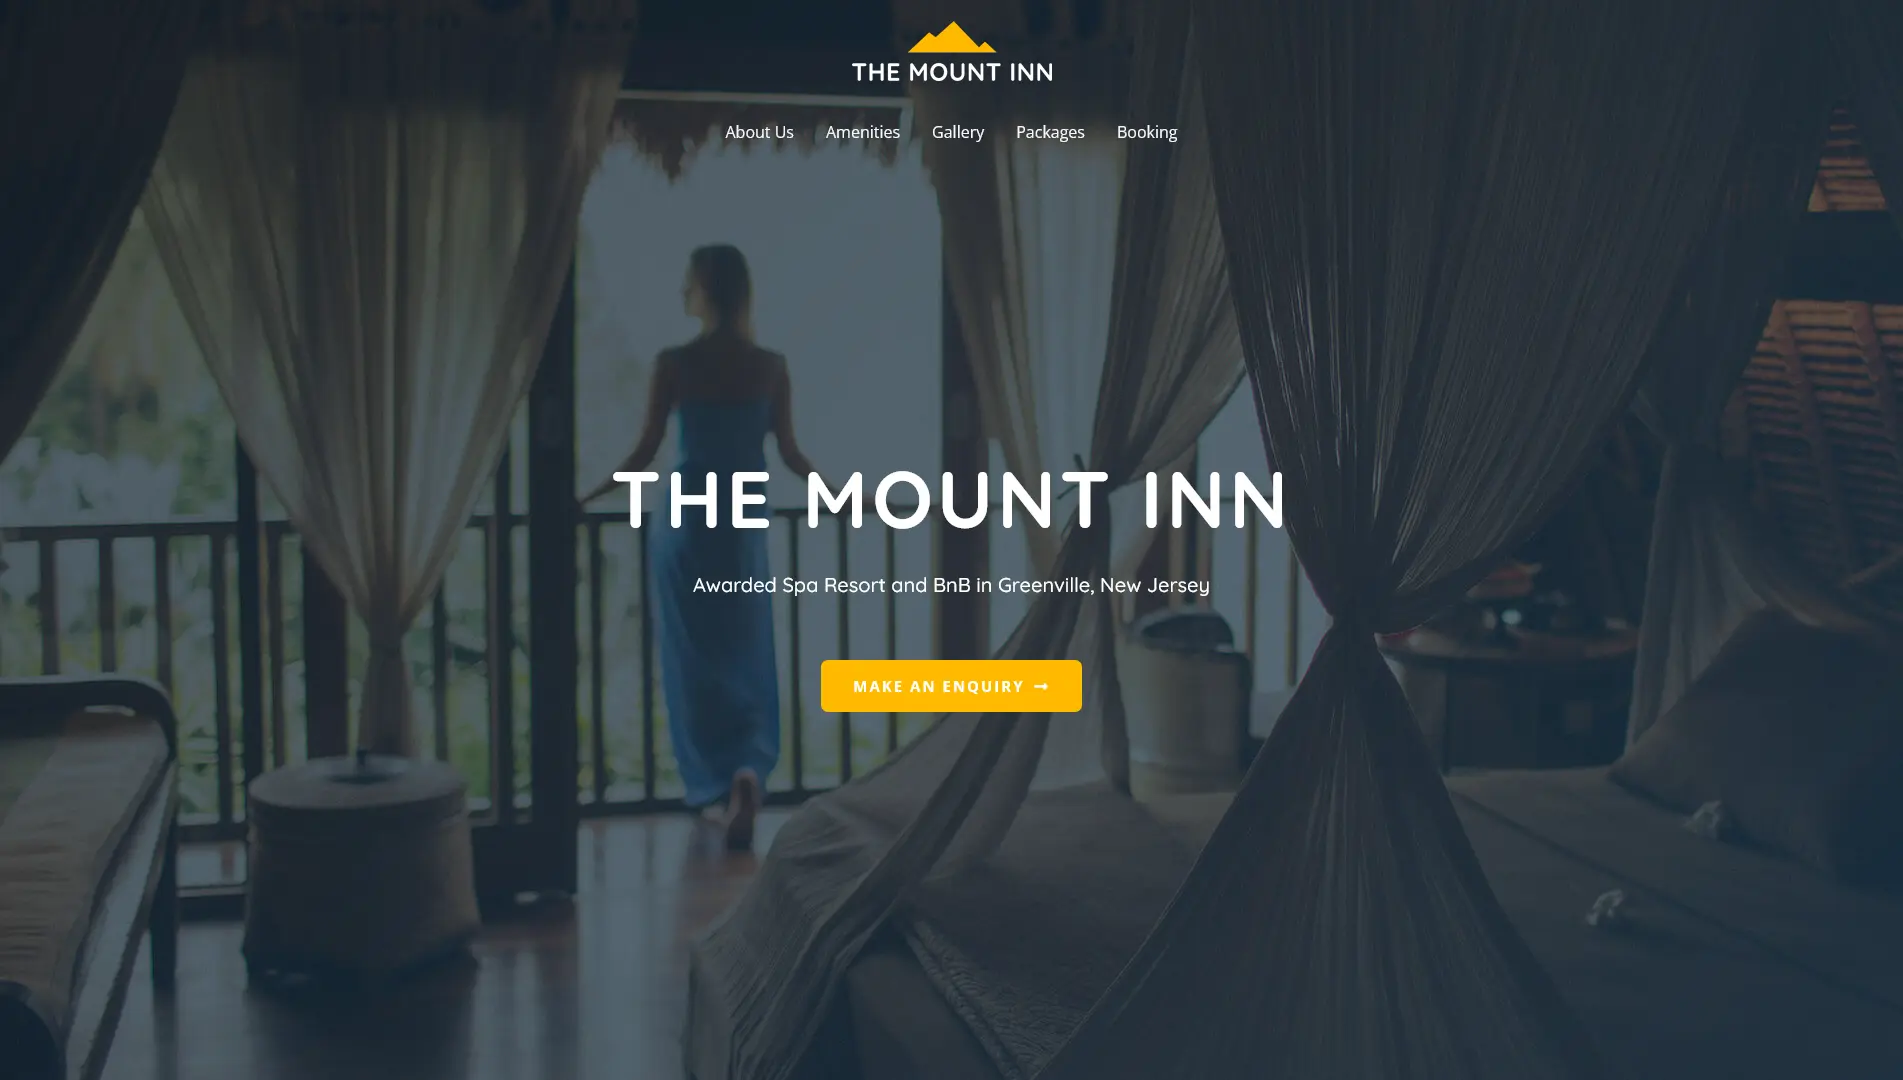 THE MOUNT INN
About Us Amenities Gallery Packages Booking
THE MOUNT INN
Awarded Spa Resort and BnB in Greenville, New Jersey
MAKE AN ENQUIRY